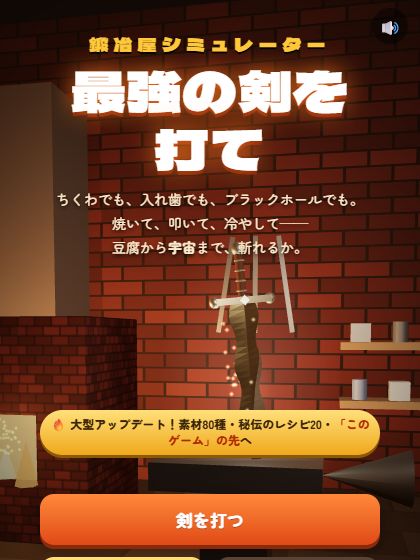 鍛冶屋シミュレーター
最強の剣を
打て
ちくわでも、入れ歯でも、ブラックホールでも。
焼いて、叩いて、冷やして──
豆腐から宇宙まで、斬れるか。
🔥 大型アップデート！素材80種・秘伝のレシピ20・「この
ゲーム」の先へ
剣を打つ